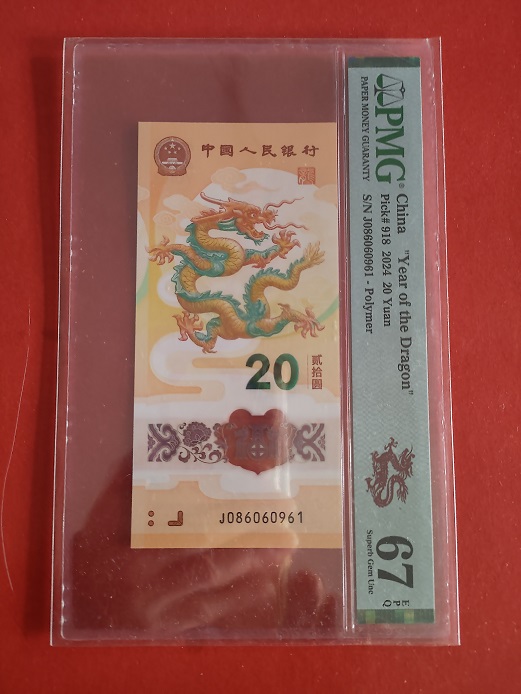 中国人民银行
20
贰拾圆
J086060961
PMG®
PAPER MONEY GUARANTY
China "Year of the Dragon"
Pick# 918 2024 20 Yuan
S/N J086060961 - Polymer
67
EPQ
Superb Gem Unc